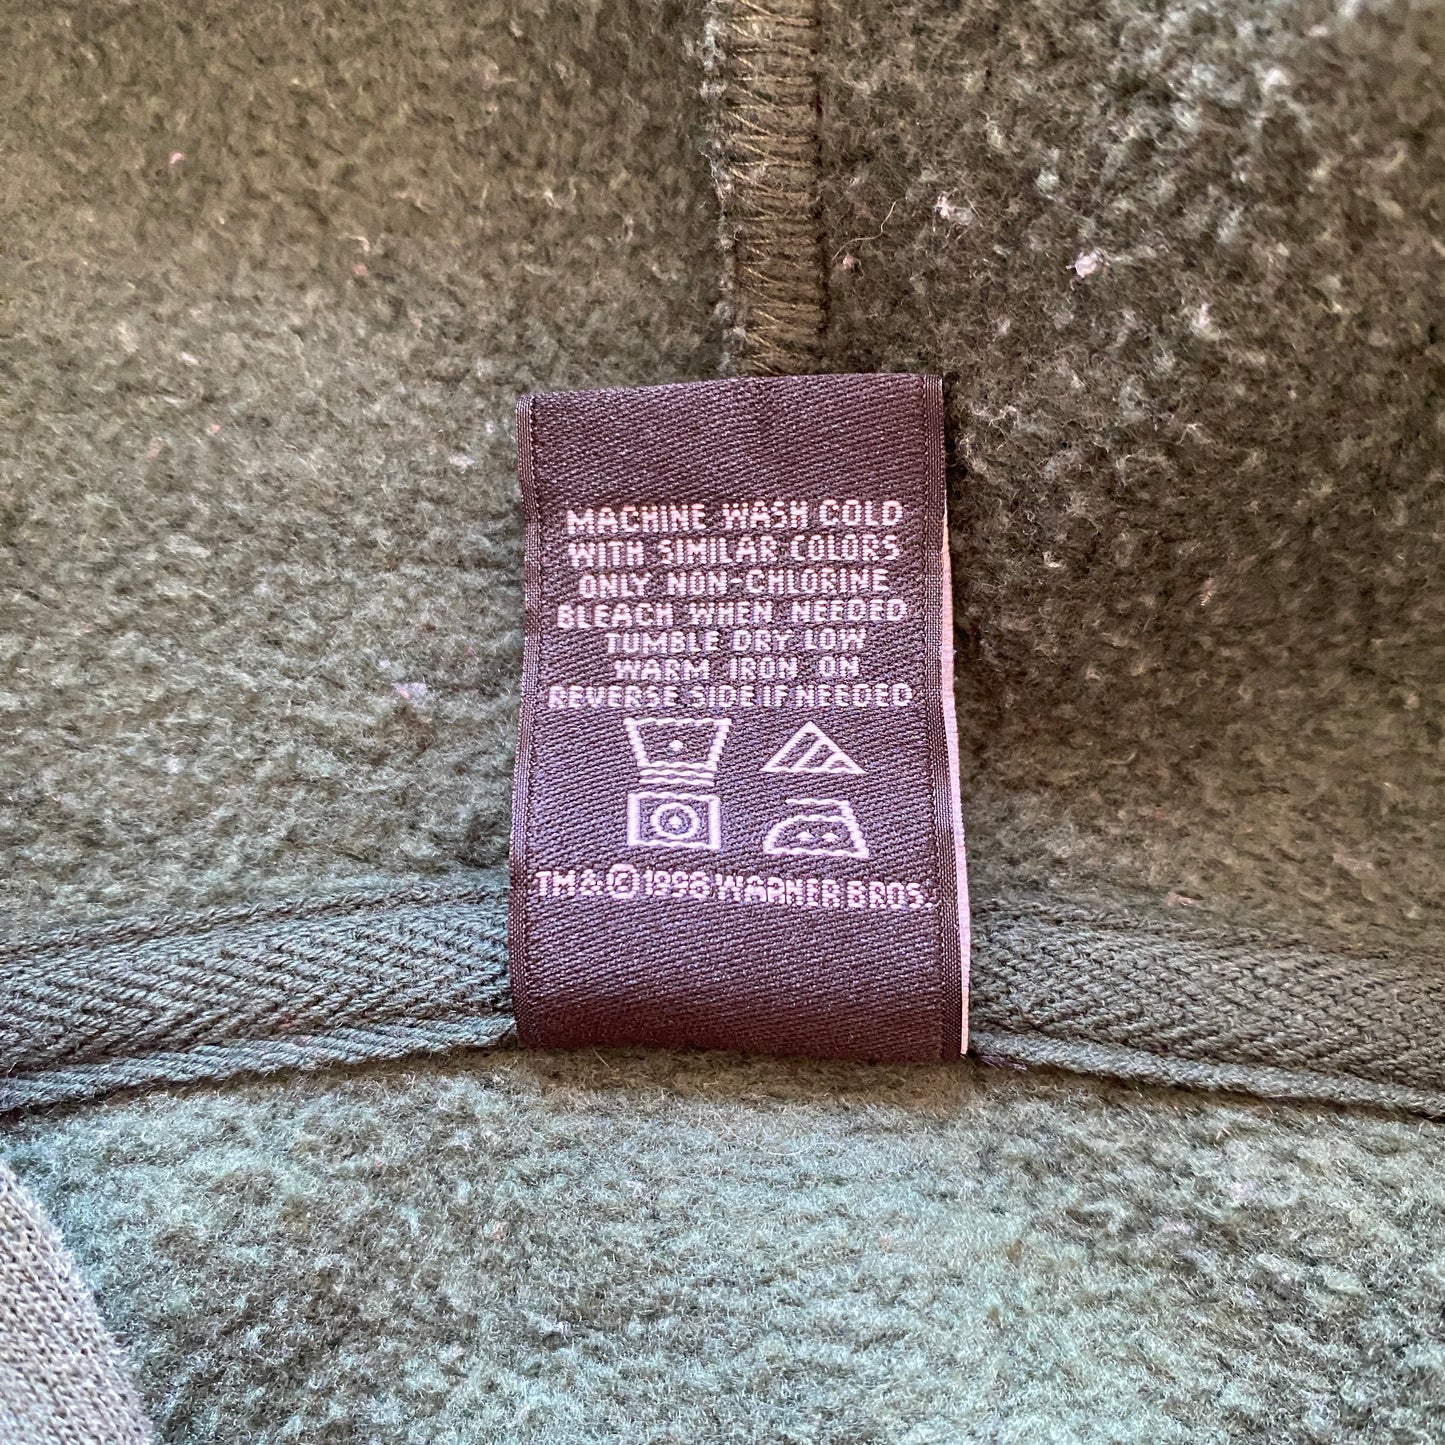 MACHINE WASH COLD
WITH SIMILAR COLORS
ONLY NON-CHLORINE
BLEACH WHEN NEEDED
TUMBLE DRY LOW
WARM IRON ON
REVERSE SIDE IF NEEDED
TM & © 1998 WARNER BROS.